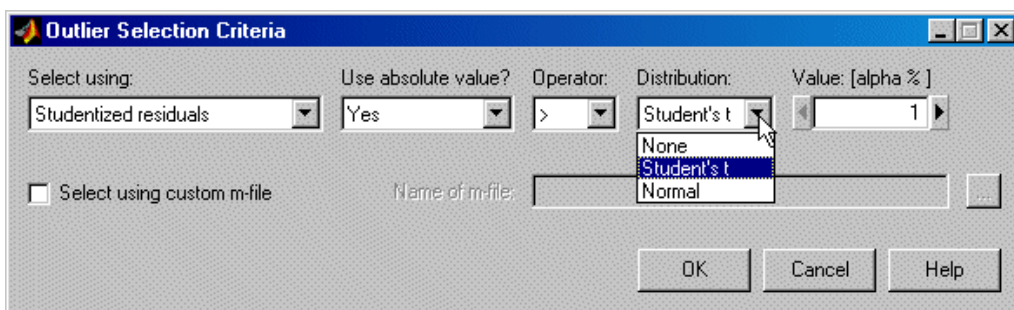 Outlier Selection Criteria
Select using: Use absolute value? Operator: Distribution: Value: [alpha % ]
Studentized residuals Yes > Student's t 1
None
Student's t
Normal
Select using custom m-file Name of m-file: ...
OK Cancel Help